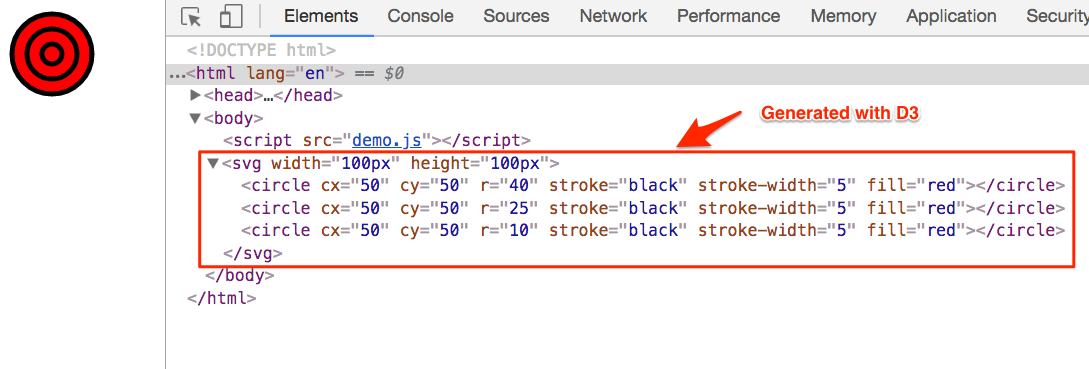 Elements Console Sources Network Performance Memory Application Security
<!DOCTYPE html>
…<html lang="en"> == $0
▶<head>…</head>
▼<body>
Generated with D3
<script src="demo.js"></script>
▼<svg width="100px" height="100px">
<circle cx="50" cy="50" r="40" stroke="black" stroke-width="5" fill="red"></circle>
<circle cx="50" cy="50" r="25" stroke="black" stroke-width="5" fill="red"></circle>
<circle cx="50" cy="50" r="10" stroke="black" stroke-width="5" fill="red"></circle>
</svg>
</body>
</html>